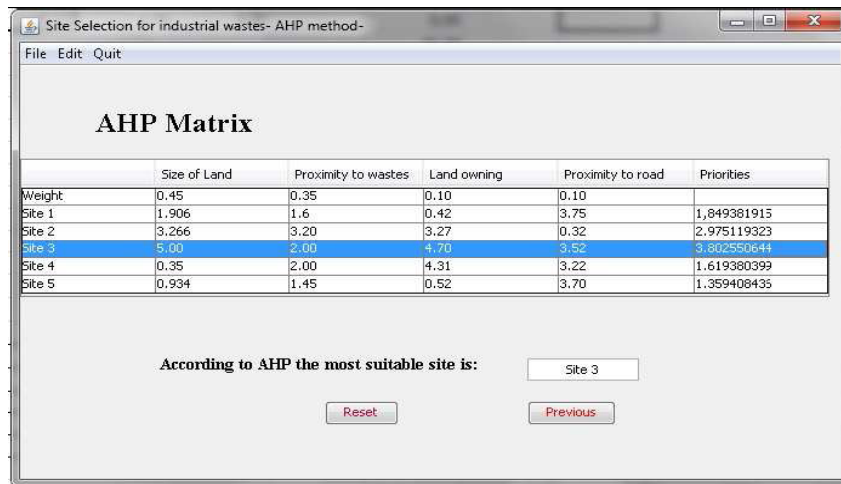 Site Selection for industrial wastes- AHP method-
File Edit Quit
AHP Matrix
Size of Land Proximity to wastes Land owning Proximity to road Priorities
Weight 0.45 0.35 0.10 0.10
Site 1 1.906 1.6 0.42 3.75 1,849381915
Site 2 3.266 3.20 3.27 0.32 2.975119323
Site 3 5.00 2.00 4.70 3.52 3.802550644
Site 4 0.35 2.00 4.31 3.22 1.619380399
Site 5 0.934 1.45 0.52 3.70 1.359408436
According to AHP the most suitable site is: Site 3
Reset Previous